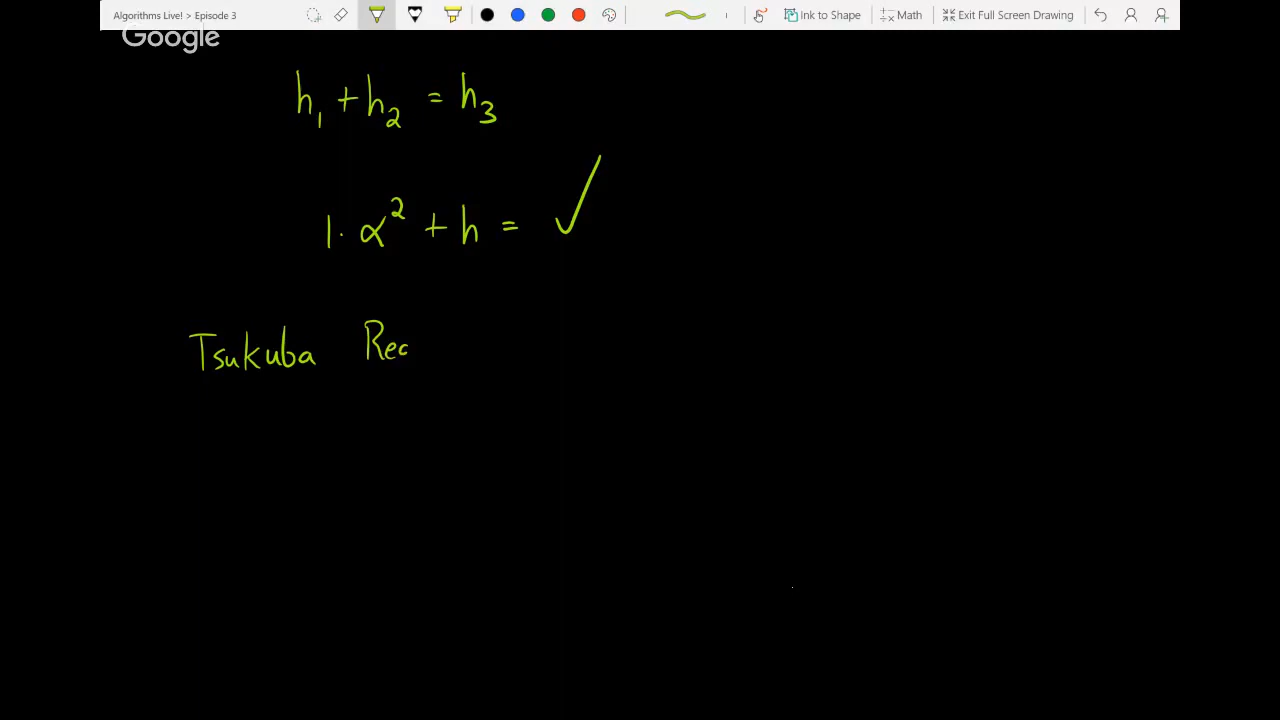 Algorithms Live! > Episode 3
Ink to Shape
Math
Exit Full Screen Drawing
Google
h₁ + h₂ = h₃
1 · α² + h = ✓
Tsukuba Rec